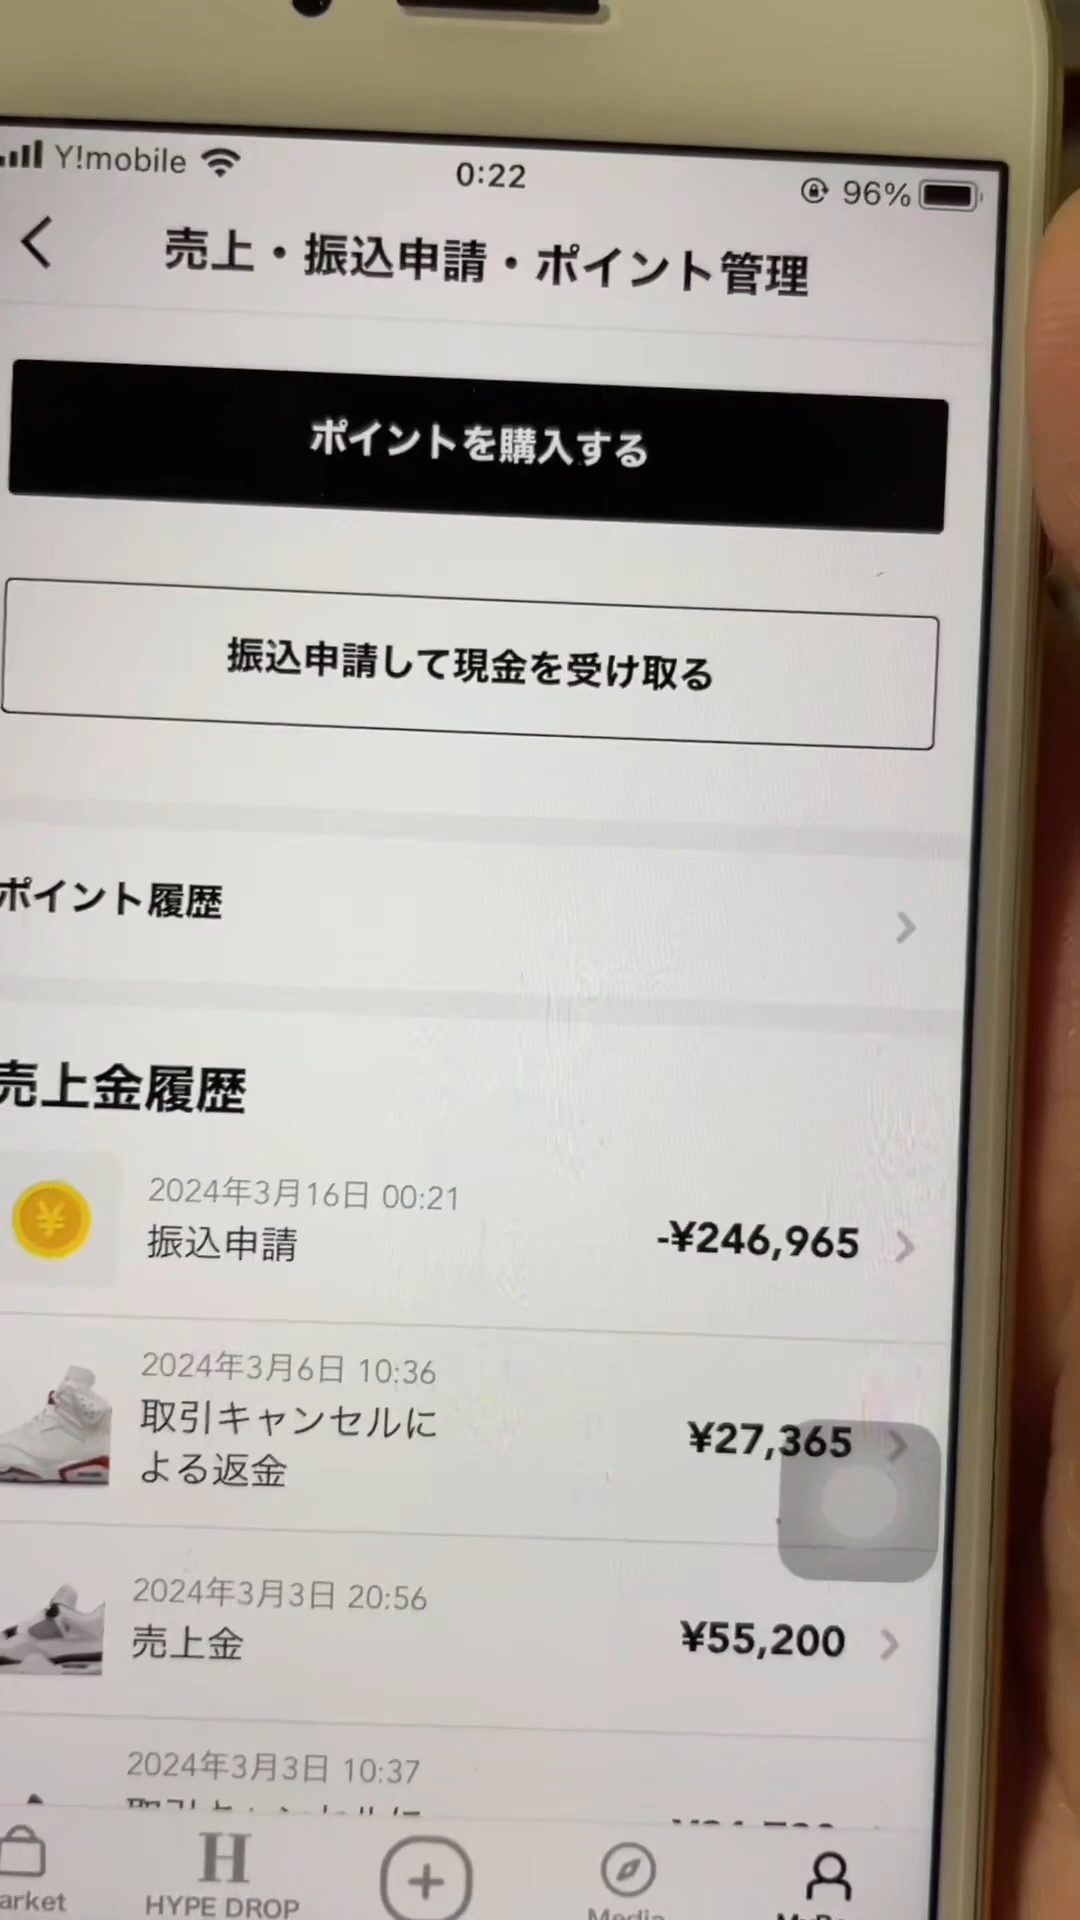 Y!mobile 0:22 96%
売上・振込申請・ポイント管理
ポイントを購入する
振込申請して現金を受け取る
ポイント履歴
売上金履歴
2024年3月16日 00:21
振込申請
-¥246,965
2024年3月6日 10:36
取引キャンセルに
よる返金
¥27,365
2024年3月3日 20:56
売上金
¥55,200
2024年3月3日 10:37
arket
HYPE DROP
Media